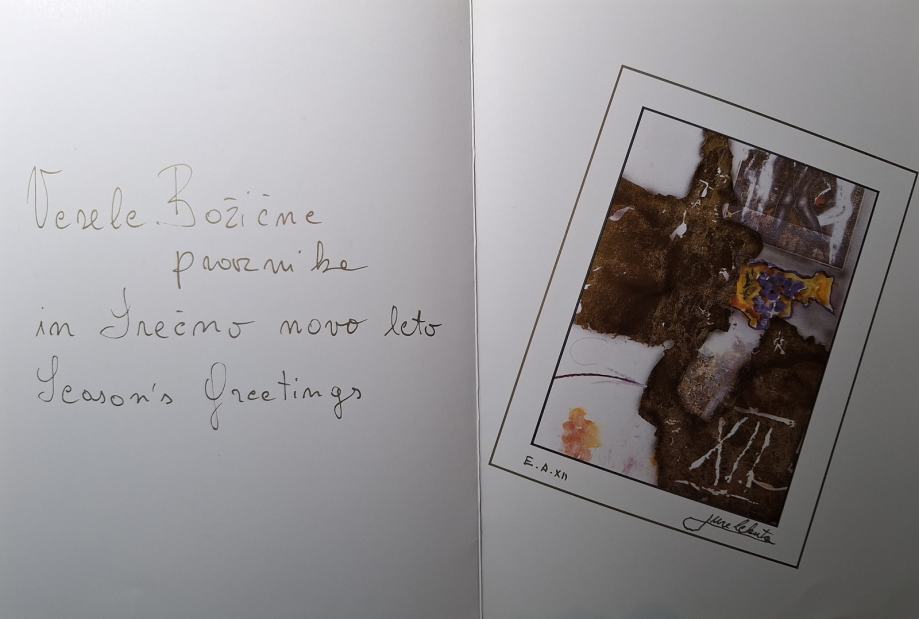 Vesele Božične
praznike
in Srečno novo leto
Season's Greetings
XII
E.A.XII